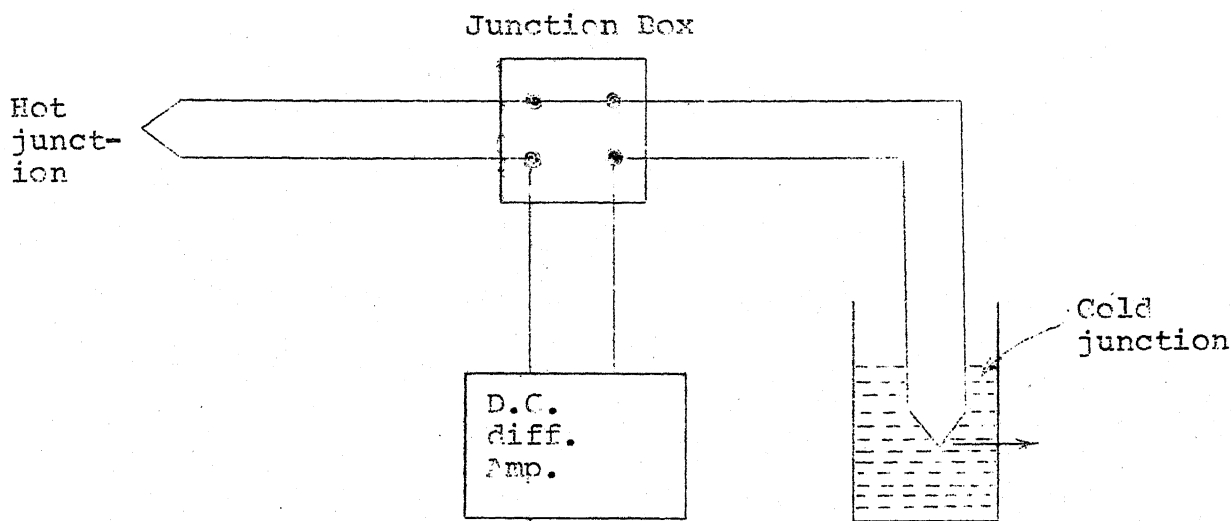 Junction Box
Hot
junct-
ion
Cold
junction
D.C.
diff.
Amp.